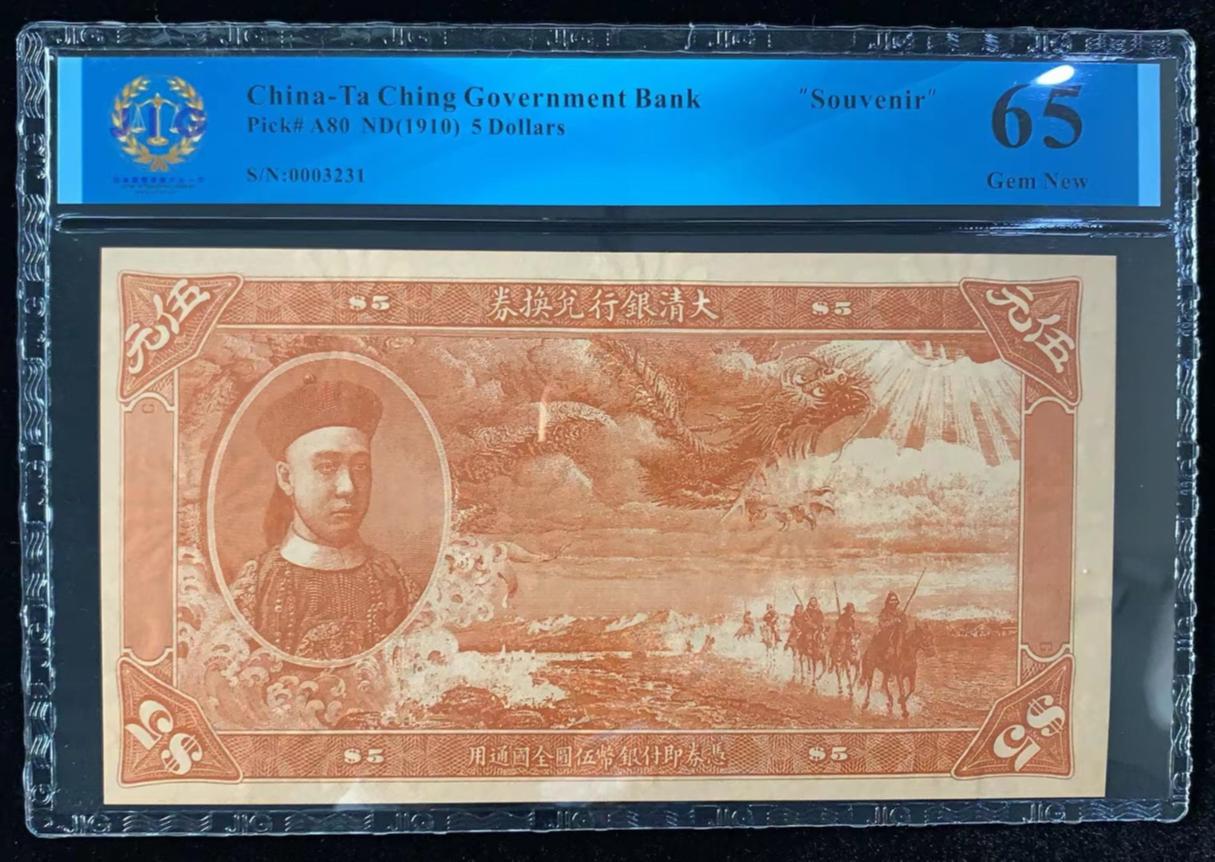 JTG
China-Ta Ching Government Bank
"Souvenir"
65
Pick# A80 ND(1910) 5 Dollars
S/N:0003231
Gem New
伍元
$5
券換兌行銀清大
$5
元伍
$5
$5
用通國全圓伍幣銀付即券憑
$5
$5